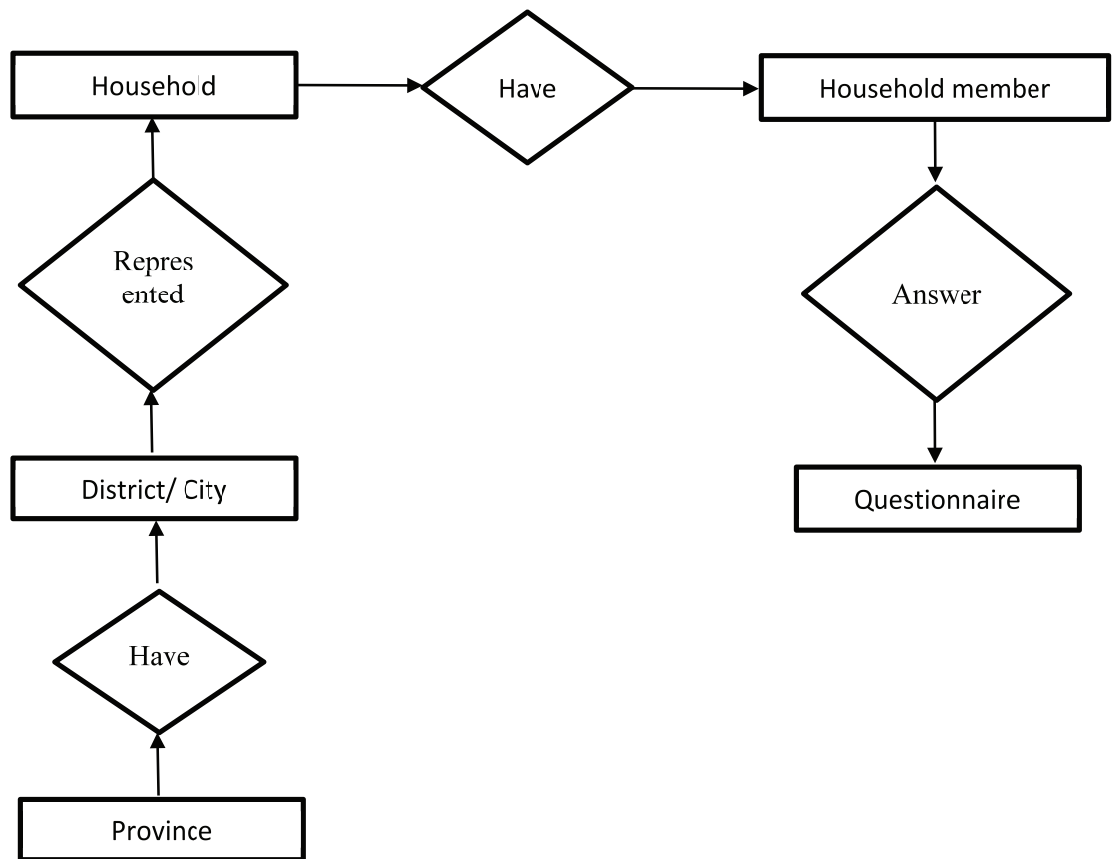 Household
Have
Household member
Repres
ented
Answer
District/ City
Questionnaire
Have
Province